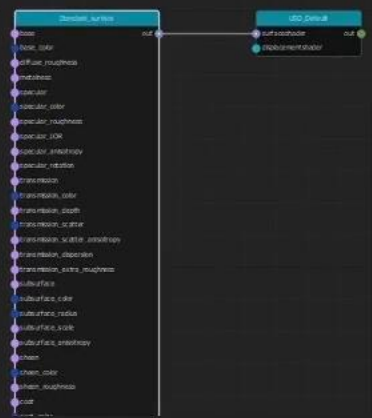 Standard_surface
USD_Default
base
out
surfaceshader
out
base_color
displacementshader
diffuse_roughness
metalness
specular
specular_color
specular_roughness
specular_IOR
specular_anisotropy
specular_rotation
transmission
transmission_color
transmission_depth
transmission_scatter
transmission_scatter_anisotropy
transmission_dispersion
transmission_extra_roughness
subsurface
subsurface_color
subsurface_radius
subsurface_scale
subsurface_anisotropy
sheen
sheen_color
sheen_roughness
coat